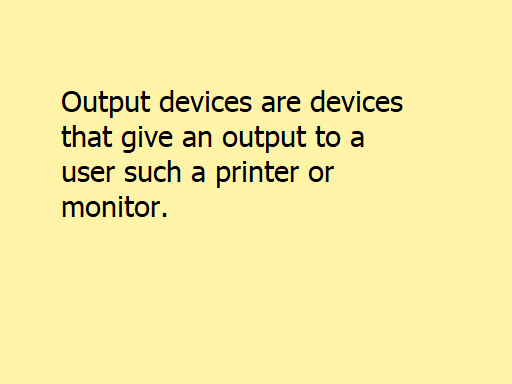 Output devices are devices
that give an output to a
user such a printer or
monitor.